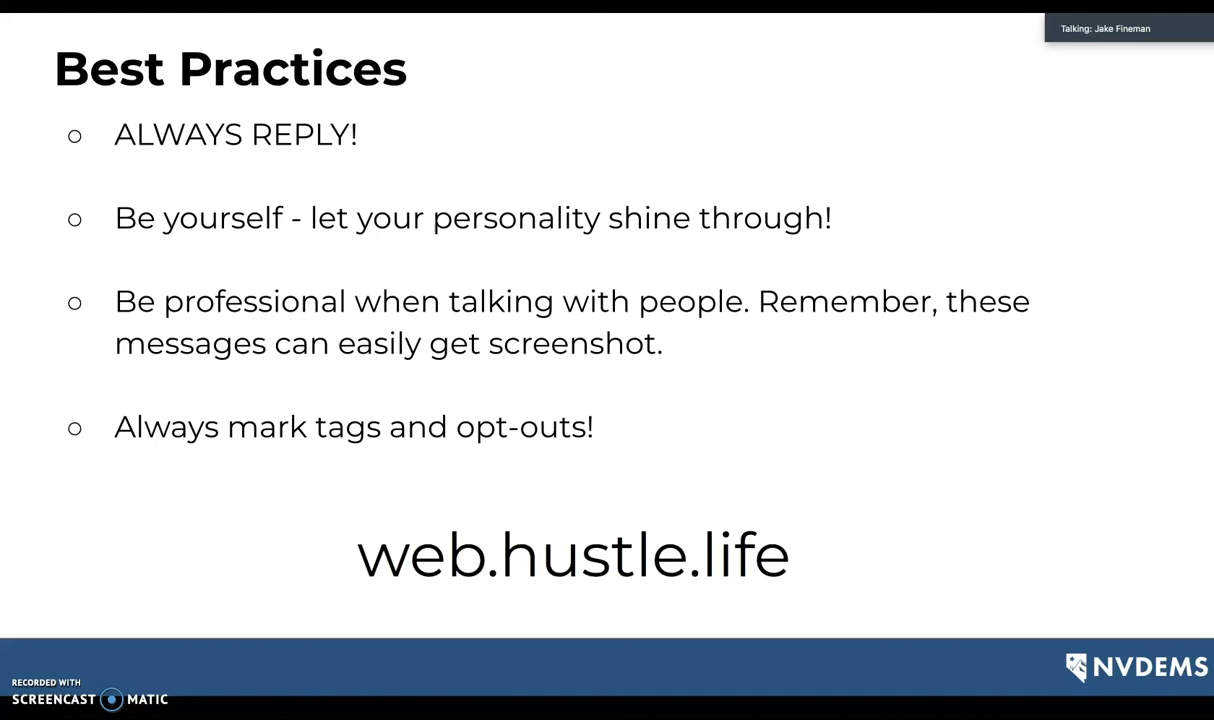 Talking: Jake Fineman
Best Practices
○ ALWAYS REPLY!
○ Be yourself - let your personality shine through!
○ Be professional when talking with people. Remember, these
messages can easily get screenshot.
○ Always mark tags and opt-outs!
web.hustle.life
NVDEMS
RECORDED WITH
SCREENCAST MATIC